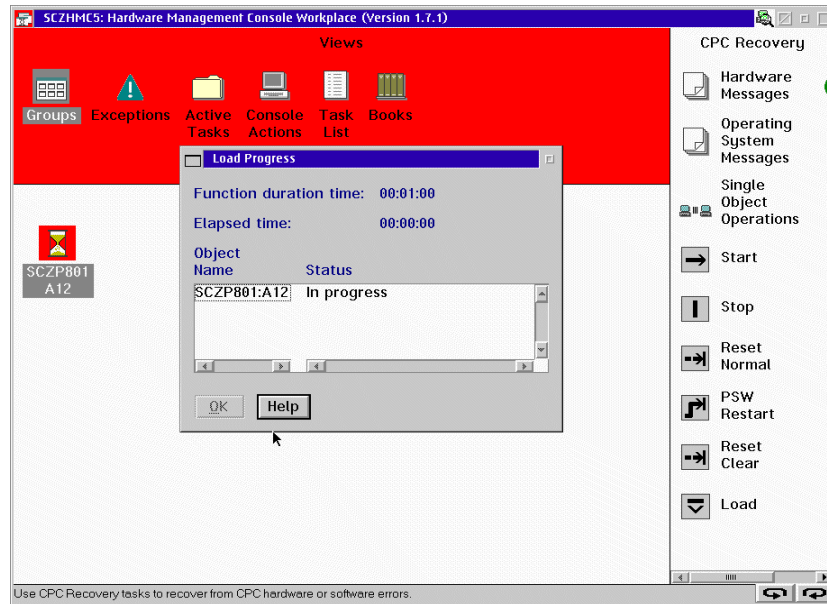 SCZHMC5: Hardware Management Console Workplace (Version 1.7.1)
Views
Groups
Exceptions
Active
Tasks
Console
Actions
Task
List
Books
SCZP801
A12
Load Progress
Function duration time: 00:01:00
Elapsed time: 00:00:00
Object
Name Status
SCZP801:A12 In progress
OK Help
CPC Recovery
Hardware
Messages
Operating
System
Messages
Single
Object
Operations
Start
Stop
Reset
Normal
PSW
Restart
Reset
Clear
Load
Use CPC Recovery tasks to recover from CPC hardware or software errors.